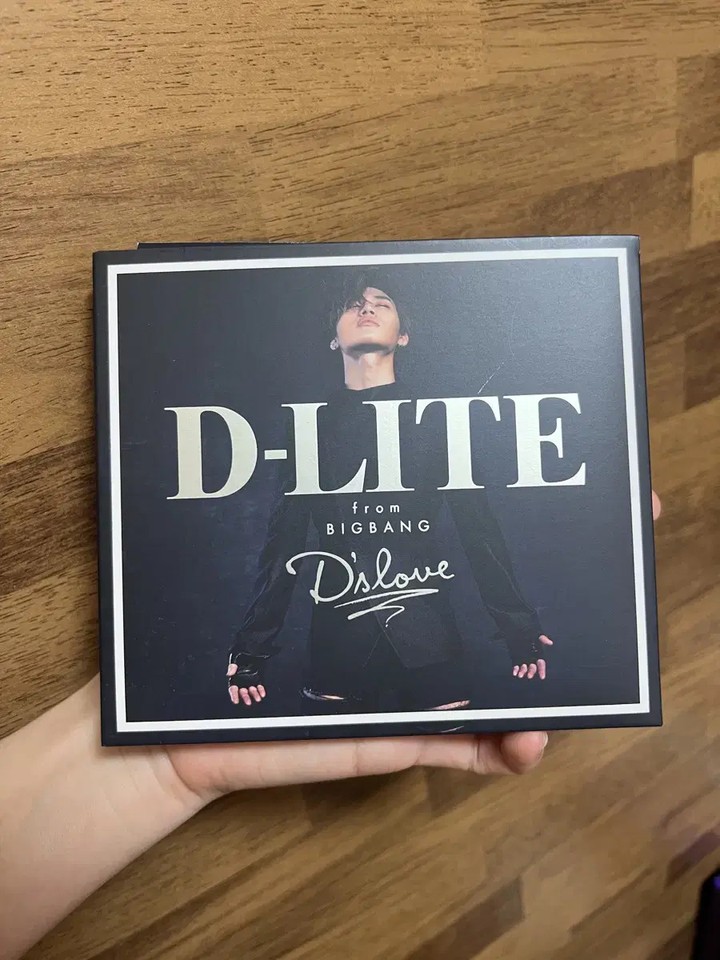 D-LITE
from
BIGBANG
D'slove